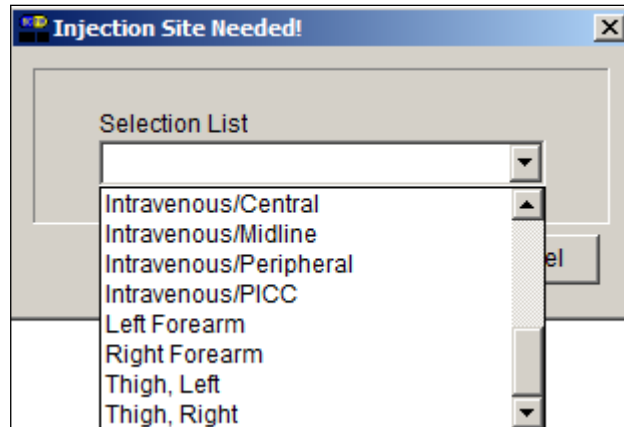 Injection Site Needed!
Selection List
Intravenous/Central
Intravenous/Midline
Intravenous/Peripheral
el
Intravenous/PICC
Left Forearm
Right Forearm
Thigh, Left
Thigh, Right